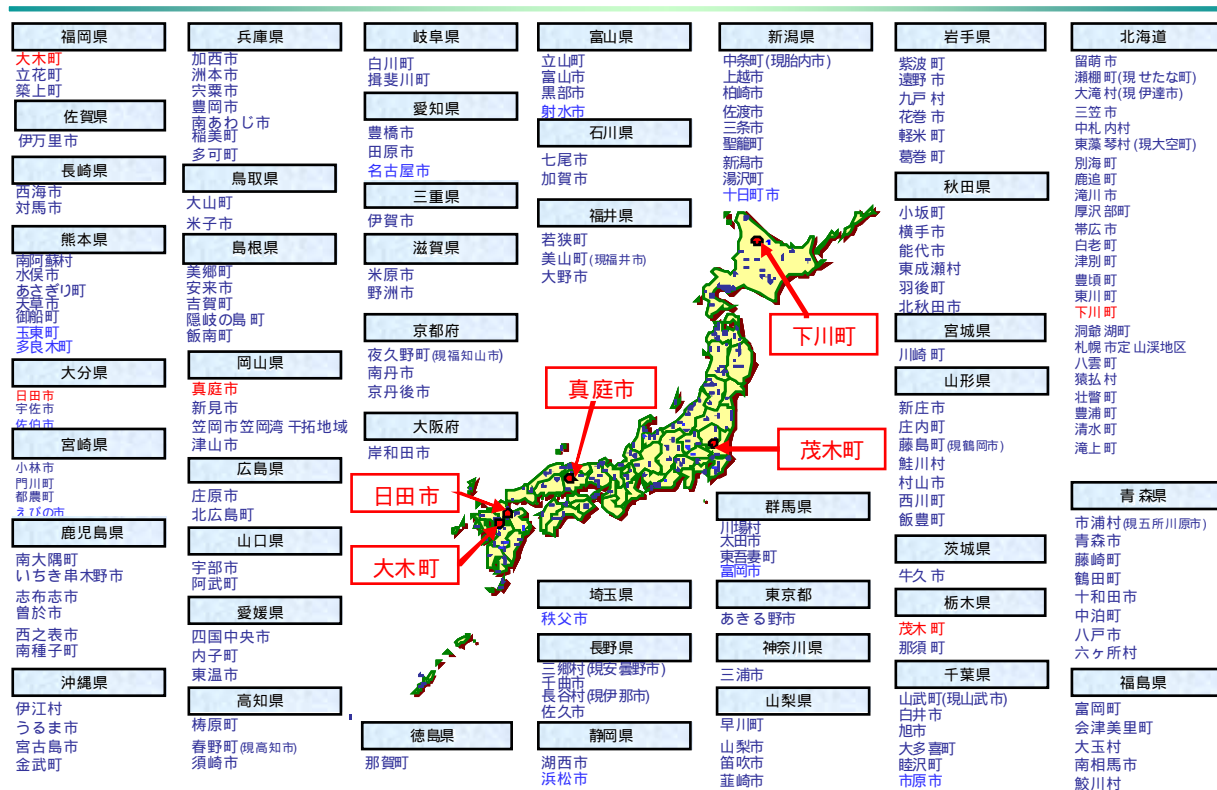 福岡県
大木町
立花町
築上町
佐賀県
伊万里市
長崎県
西海市
対馬市
熊本県
南阿蘇村
水俣市
あさぎり町
天草市
御船町
玉東町
多良木町
大分県
日田市
宇佐市
佐伯市
宮崎県
小林市
門川町
都農町
えびの市
鹿児島県
南大隅町
いちき串木野市
志布志市
曽於市
西之表市
南種子町
沖縄県
伊江村
うるま市
宮古島市
金武町
兵庫県
加西市
洲本市
宍粟市
豊岡市
南あわじ市
稲美町
多可町
鳥取県
大山町
米子市
島根県
美郷町
安来市
吉賀町
隠岐の島町
飯南町
岡山県
真庭市
新見市
笠岡市笠岡湾干拓地域
津山市
広島県
庄原市
北広島町
山口県
宇部市
阿武町
愛媛県
四国中央市
内子町
東温市
高知県
梼原町
春野町(現高知市)
須崎市
岐阜県
白川町
揖斐川町
愛知県
豊橋市
田原市
名古屋市
三重県
伊賀市
滋賀県
米原市
野洲市
京都府
夜久野町(現福知山市)
南丹市
京丹後市
大阪府
岸和田市
徳島県
那賀町
富山県
立山町
富山市
黒部市
射水市
石川県
七尾市
加賀市
福井県
若狭町
美山町(現福井市)
大野市
埼玉県
秩父市
長野県
三郷村(現安曇野市)
千曲市
長谷村(現伊那市)
佐久市
静岡県
湖西市
浜松市
新潟県
中条町(現胎内市)
上越市
柏崎市
佐渡市
三条市
聖籠町
新潟市
湯沢町
十日町市
群馬県
川場村
太田市
東吾妻町
富岡市
東京都
あきる野市
神奈川県
三浦市
山梨県
早川町
山梨市
笛吹市
韮崎市
岩手県
紫波町
遠野市
九戸村
花巻市
軽米町
葛巻町
秋田県
小坂町
横手市
能代市
東成瀬村
羽後町
北秋田市
宮城県
川崎町
山形県
新庄市
庄内町
藤島町(現鶴岡市)
鮭川村
村山市
西川町
飯豊町
茨城県
牛久市
栃木県
茂木町
那須町
千葉県
山武町(現山武市)
白井市
旭市
大多喜町
睦沢町
市原市
北海道
留萌市
瀬棚町(現せたな町)
大滝村(現伊達市)
三笠市
中札内村
東藻琴村(現大空町)
別海町
鹿追町
滝川市
厚沢部町
帯広市
白老町
津別町
豊頃町
東川町
下川町
洞爺湖町
札幌市定山渓地区
八雲町
猿払村
壮瞥町
豊浦町
清水町
滝上町
青森県
市浦村(現五所川原市)
青森市
藤崎町
鶴田町
十和田市
中泊町
八戸市
六ヶ所村
福島県
富岡町
会津美里町
大玉村
南相馬市
鮫川村
下川町
真庭市
茂木町
日田市
大木町